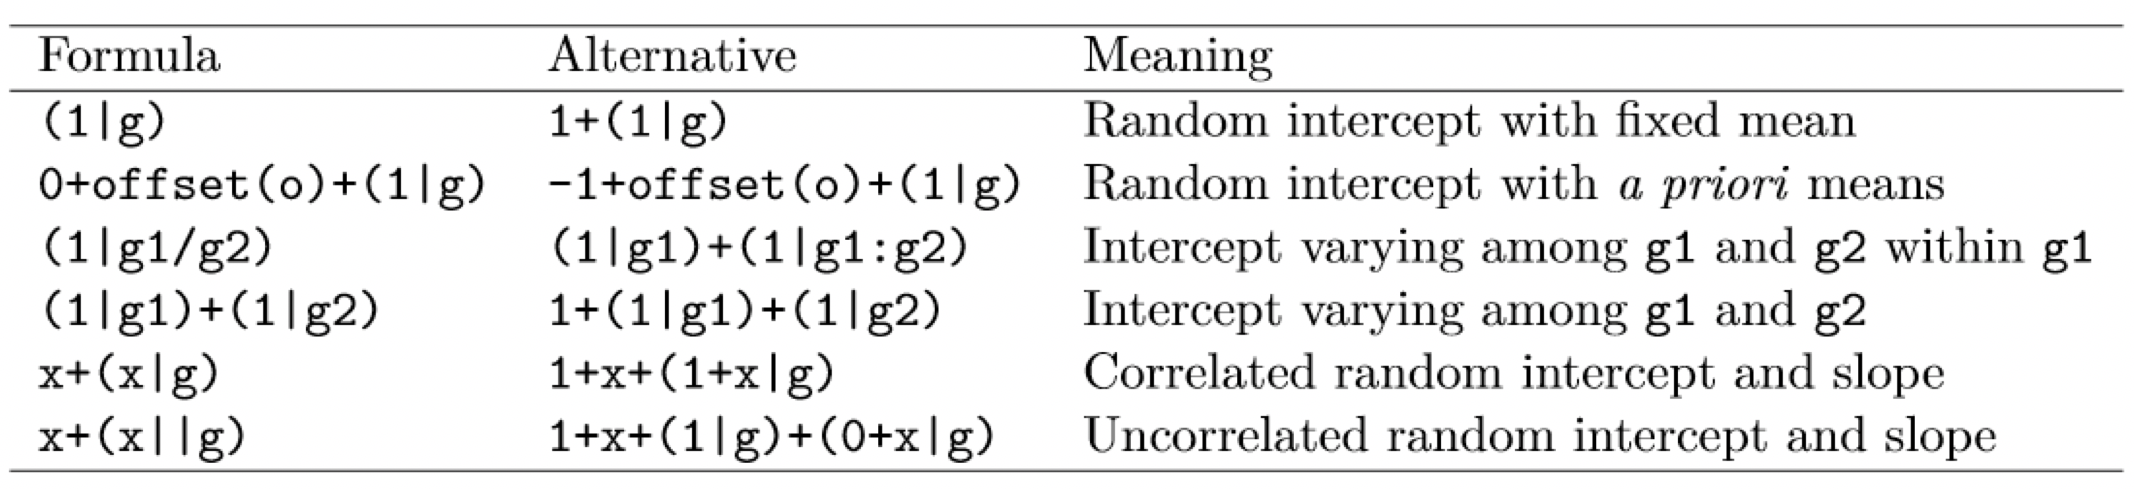 Formula Alternative Meaning
(1|g) 1+(1|g) Random intercept with fixed mean
0+offset(o)+(1|g) -1+offset(o)+(1|g) Random intercept with a priori means
(1|g1/g2) (1|g1)+(1|g1:g2) Intercept varying among g1 and g2 within g1
(1|g1)+(1|g2) 1+(1|g1)+(1|g2) Intercept varying among g1 and g2
x+(x|g) 1+x+(1+x|g) Correlated random intercept and slope
x+(x||g) 1+x+(1|g)+(0+x|g) Uncorrelated random intercept and slope